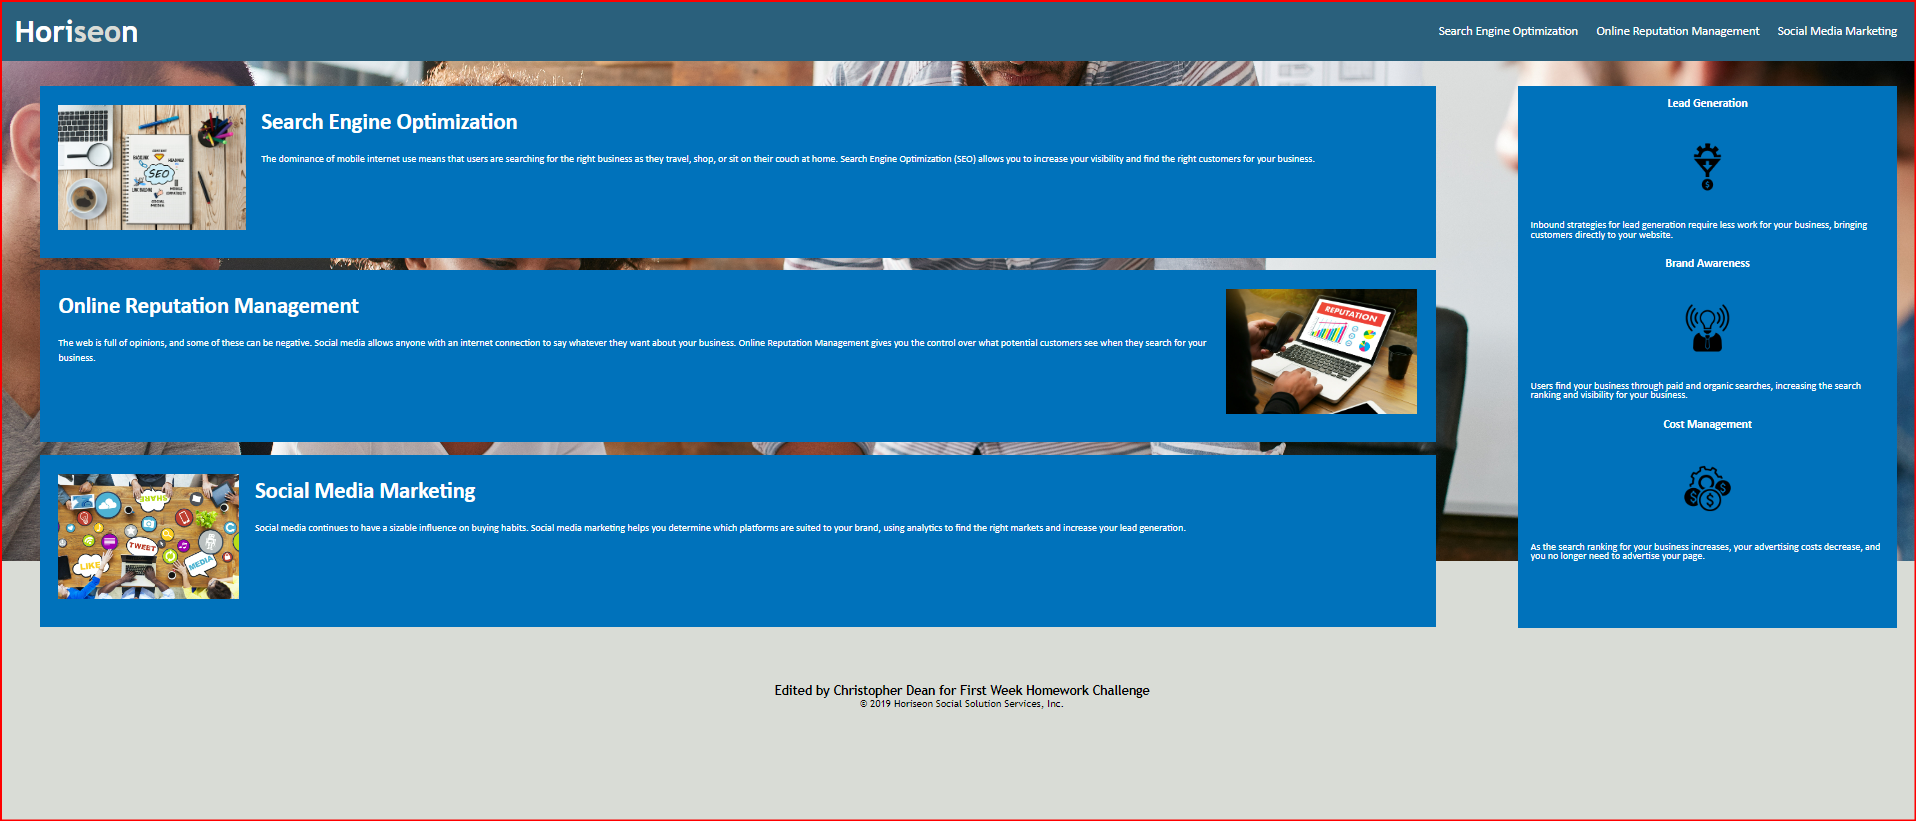 Horiseon
Search Engine Optimization Online Reputation Management Social Media Marketing
Search Engine Optimization
The dominance of mobile internet use means that users are searching for the right business as they travel, shop, or sit on their couch at home. Search Engine Optimization (SEO) allows you to increase your visibility and find the right customers for your business.
SEO
Online Reputation Management
The web is full of opinions, and some of these can be negative. Social media allows anyone with an internet connection to say whatever they want about your business. Online Reputation Management gives you the control over what potential customers see when they search for your
business.
REPUTATION
Social Media Marketing
Social media continues to have a sizable influence on buying habits. Social media marketing helps you determine which platforms are suited to your brand, using analytics to find the right markets and increase your lead generation.
SHARE
TWEET
LIKE
MEDIA
Lead Generation
Inbound strategies for lead generation require less work for your business, bringing
customers directly to your website.
Brand Awareness
Users find your business through paid and organic searches, increasing the search
ranking and visibility for your business.
Cost Management
As the search ranking for your business increases, your advertising costs decrease, and
you no longer need to advertise your page.
Edited by Christopher Dean for First Week Homework Challenge
© 2019 Horiseon Social Solution Services, Inc.